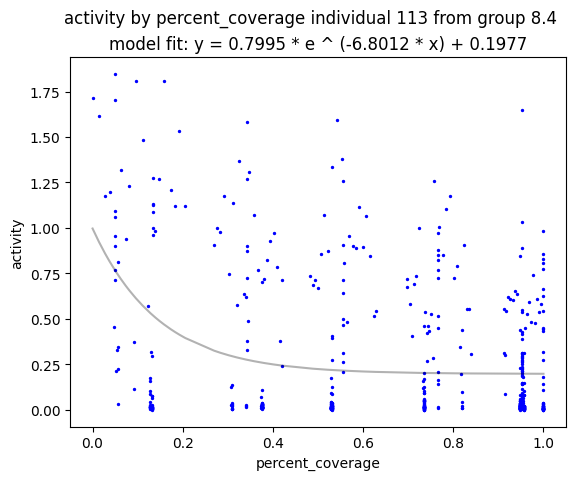 activity by percent_coverage individual 113 from group 8.4
model fit: y = 0.7995 * e ^ (-6.8012 * x) + 0.1977
1.75
1.50
1.25
1.00
0.75
0.50
0.25
0.00
activity
0.0 0.2 0.4 0.6 0.8 1.0
percent_coverage